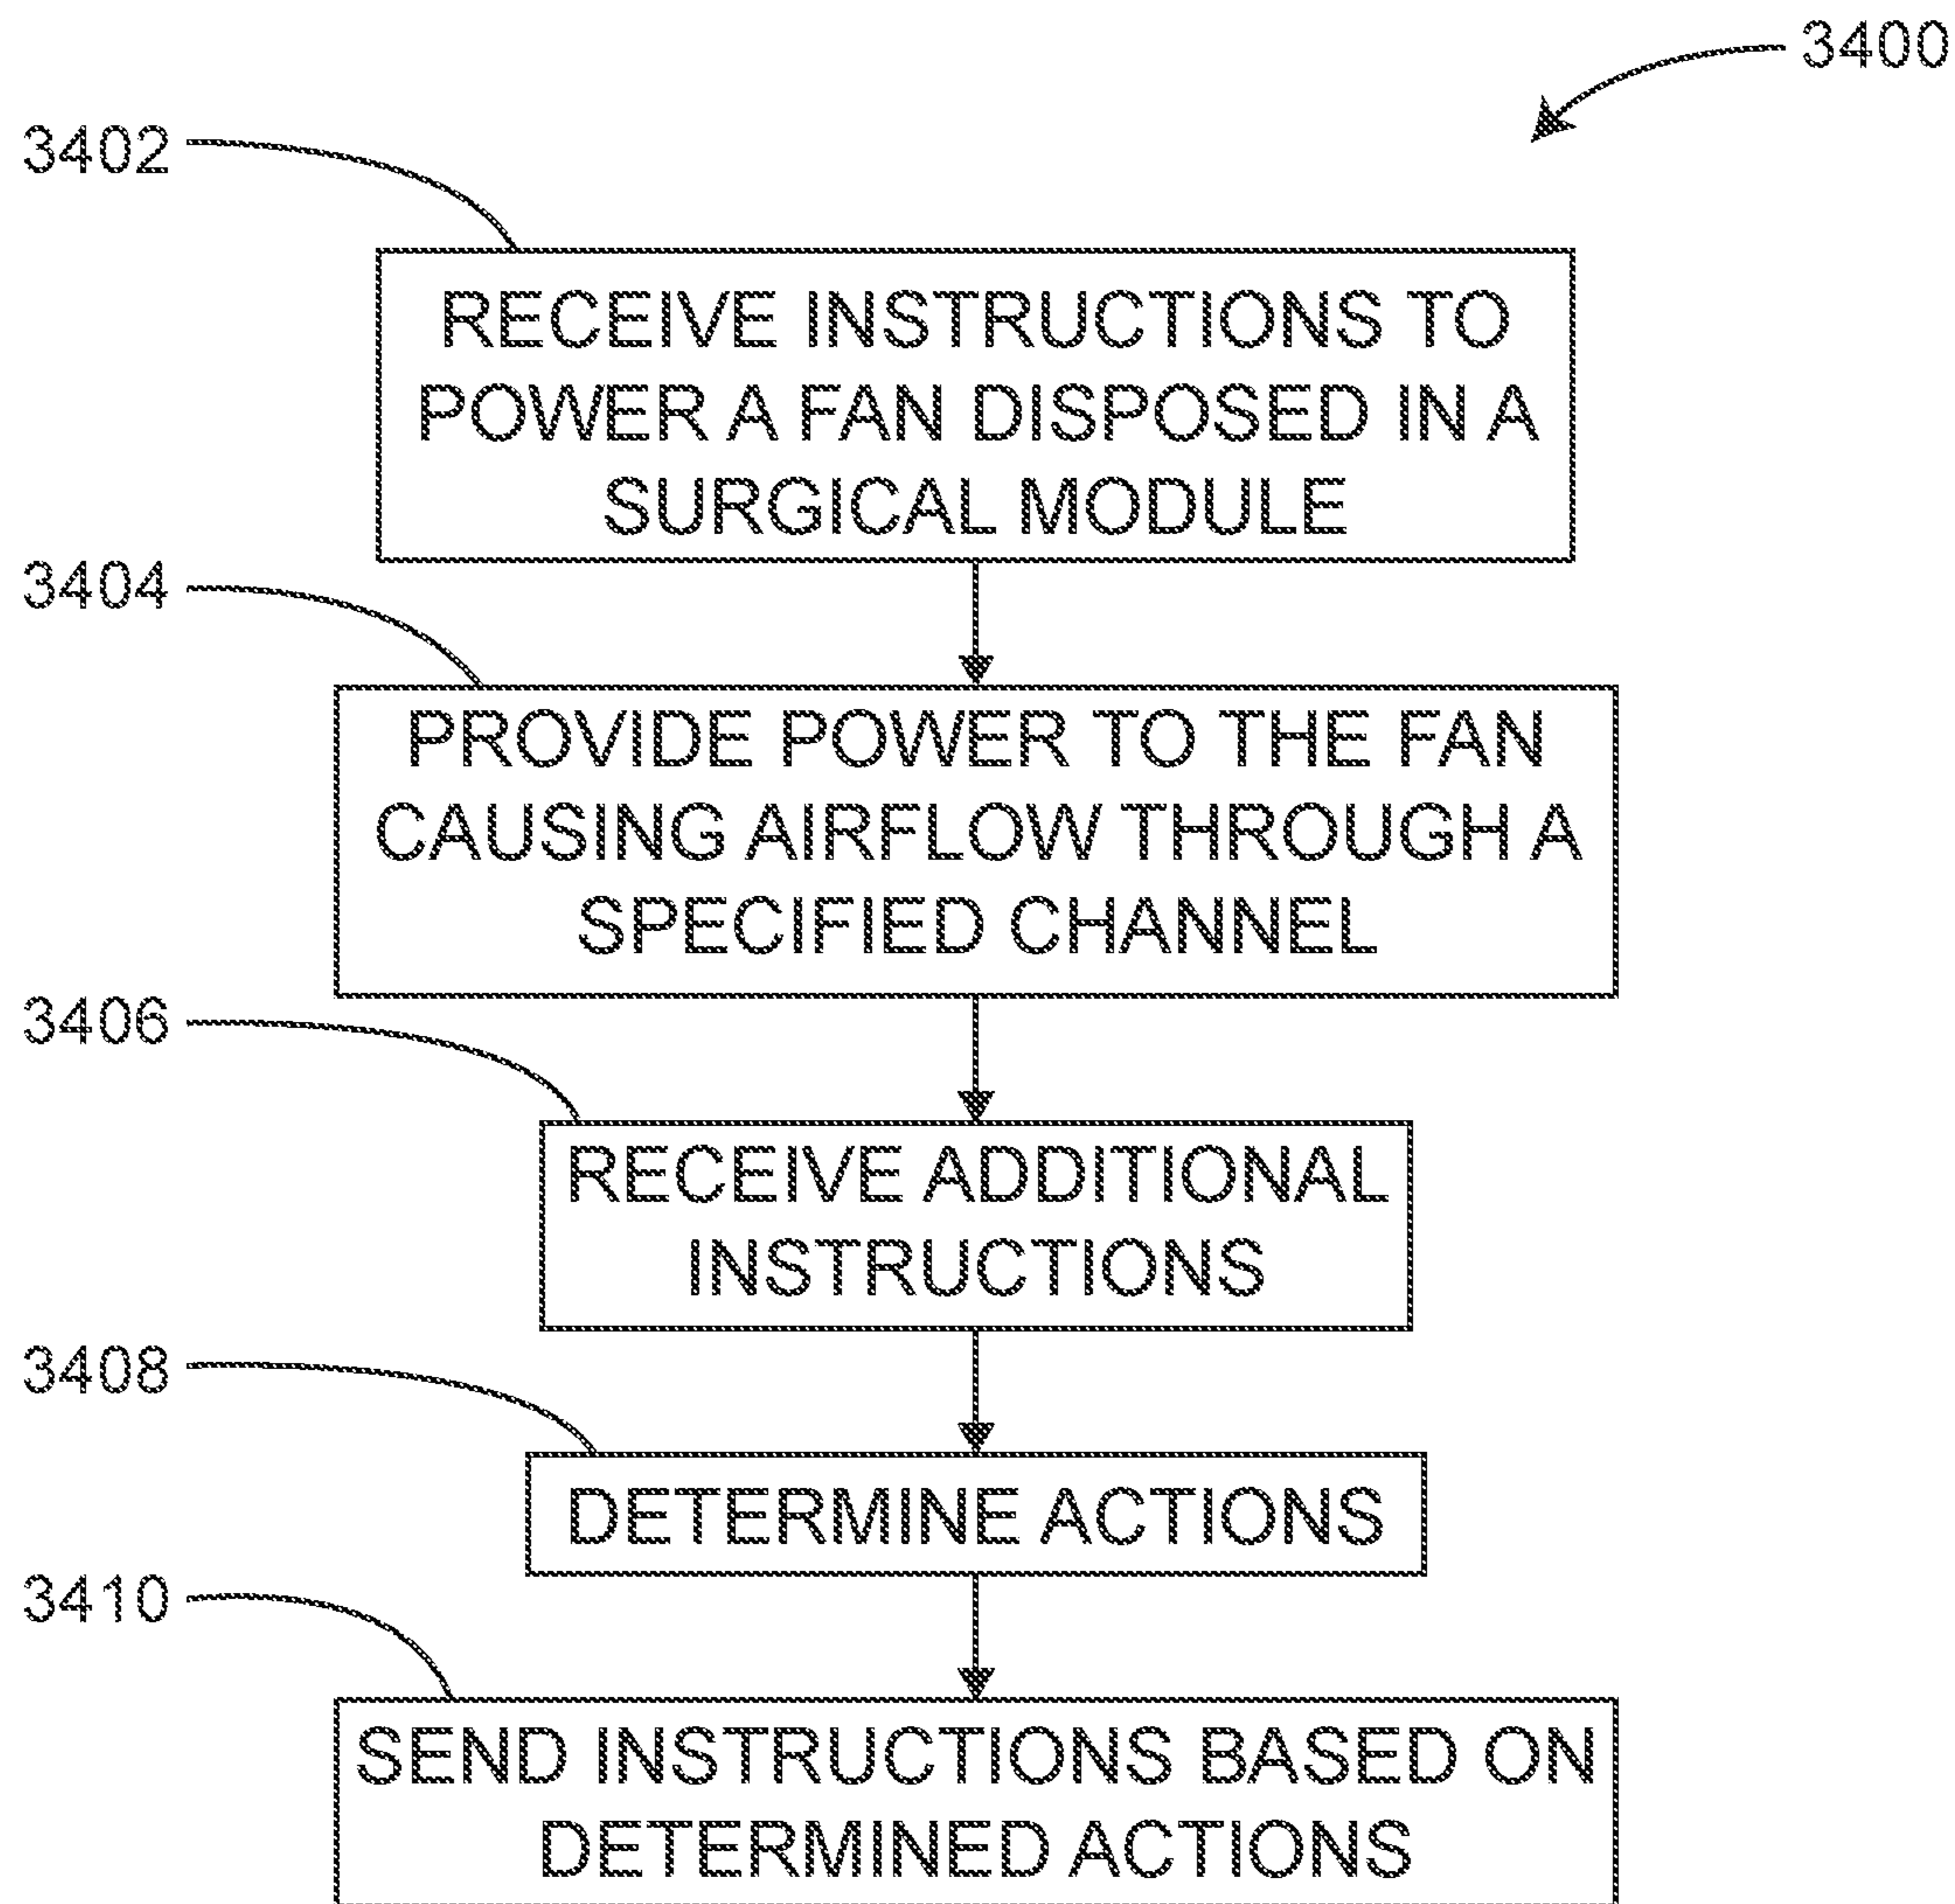 3400
3402
RECEIVE INSTRUCTIONS TO
POWER A FAN DISPOSED IN A
SURGICAL MODULE
3404
PROVIDE POWER TO THE FAN
CAUSING AIRFLOW THROUGH A
SPECIFIED CHANNEL
3406
RECEIVE ADDITIONAL
INSTRUCTIONS
3408
DETERMINE ACTIONS
3410
SEND INSTRUCTIONS BASED ON
DETERMINED ACTIONS